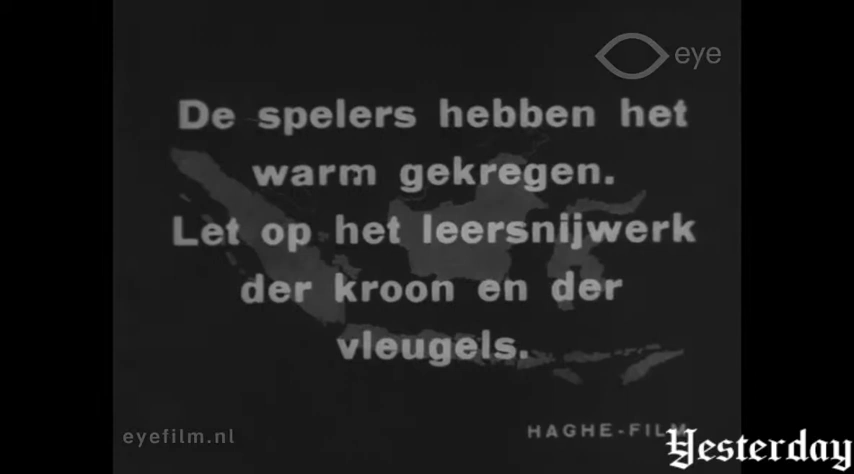 eye
De spelers hebben het
warm gekregen.
Let op het leersnijwerk
der kroon en der
vleugels.
eyefilm.nl
HAGHE-FILM
Yesterday